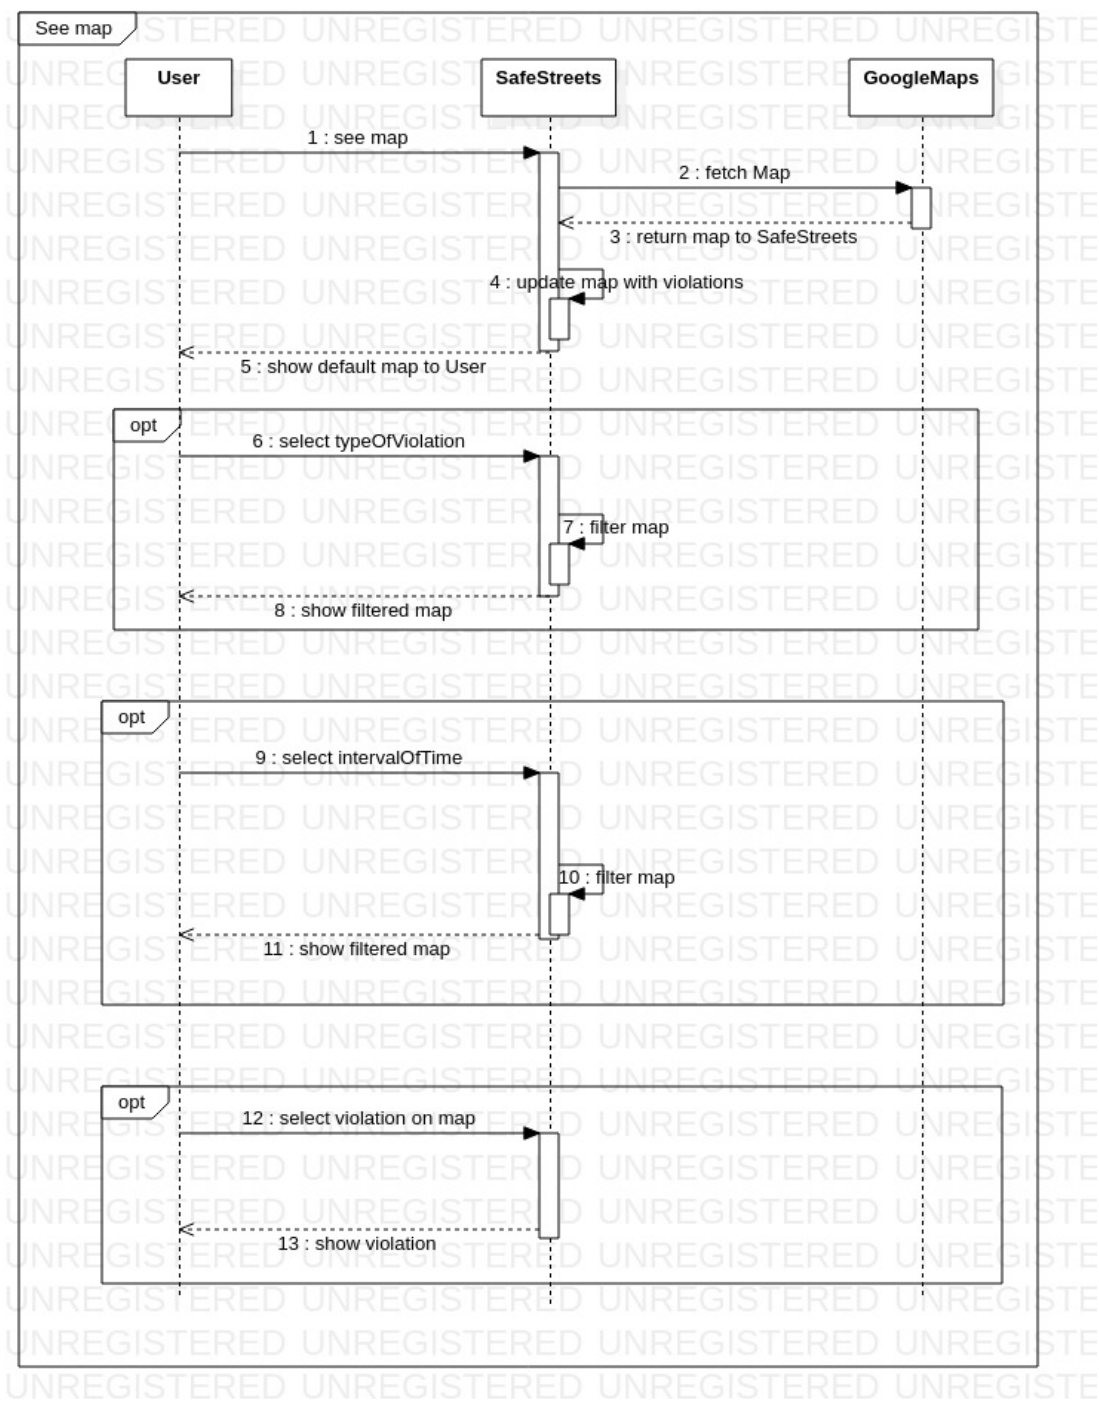 See map
User
SafeStreets
GoogleMaps
1 : see map
2 : fetch Map
3 : return map to SafeStreets
4 : update map with violations
5 : show default map to User
opt
6 : select typeOfViolation
7 : filter map
8 : show filtered map
opt
9 : select intervalOfTime
10 : filter map
11 : show filtered map
opt
12 : select violation on map
13 : show violation
UNREGISTERED